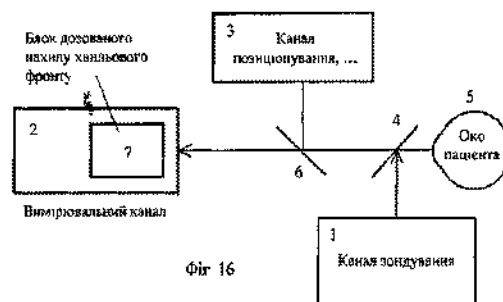 Блок дозованого
нахилу хвильового
фронту
3
Канал
позиціонування, ...
5
4
Око
пацієнта
2
7
6
Вимірювальний канал
1
Канал зондування
Фіг 16